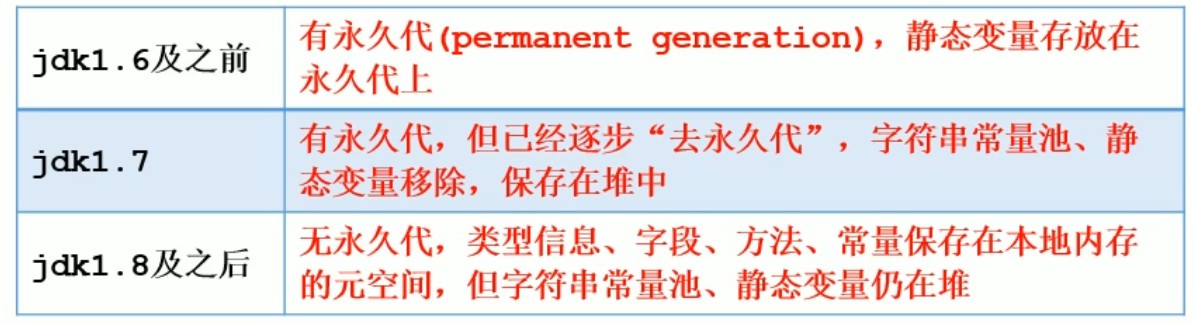 jdk1.6及之前
有永久代(permanent generation)，静态变量存放在
永久代上
jdk1.7
有永久代，但已经逐步“去永久代”，字符串常量池、静
态变量移除，保存在堆中
jdk1.8及之后
无永久代，类型信息、字段、方法、常量保存在本地内存
的元空间，但字符串常量池、静态变量仍在堆